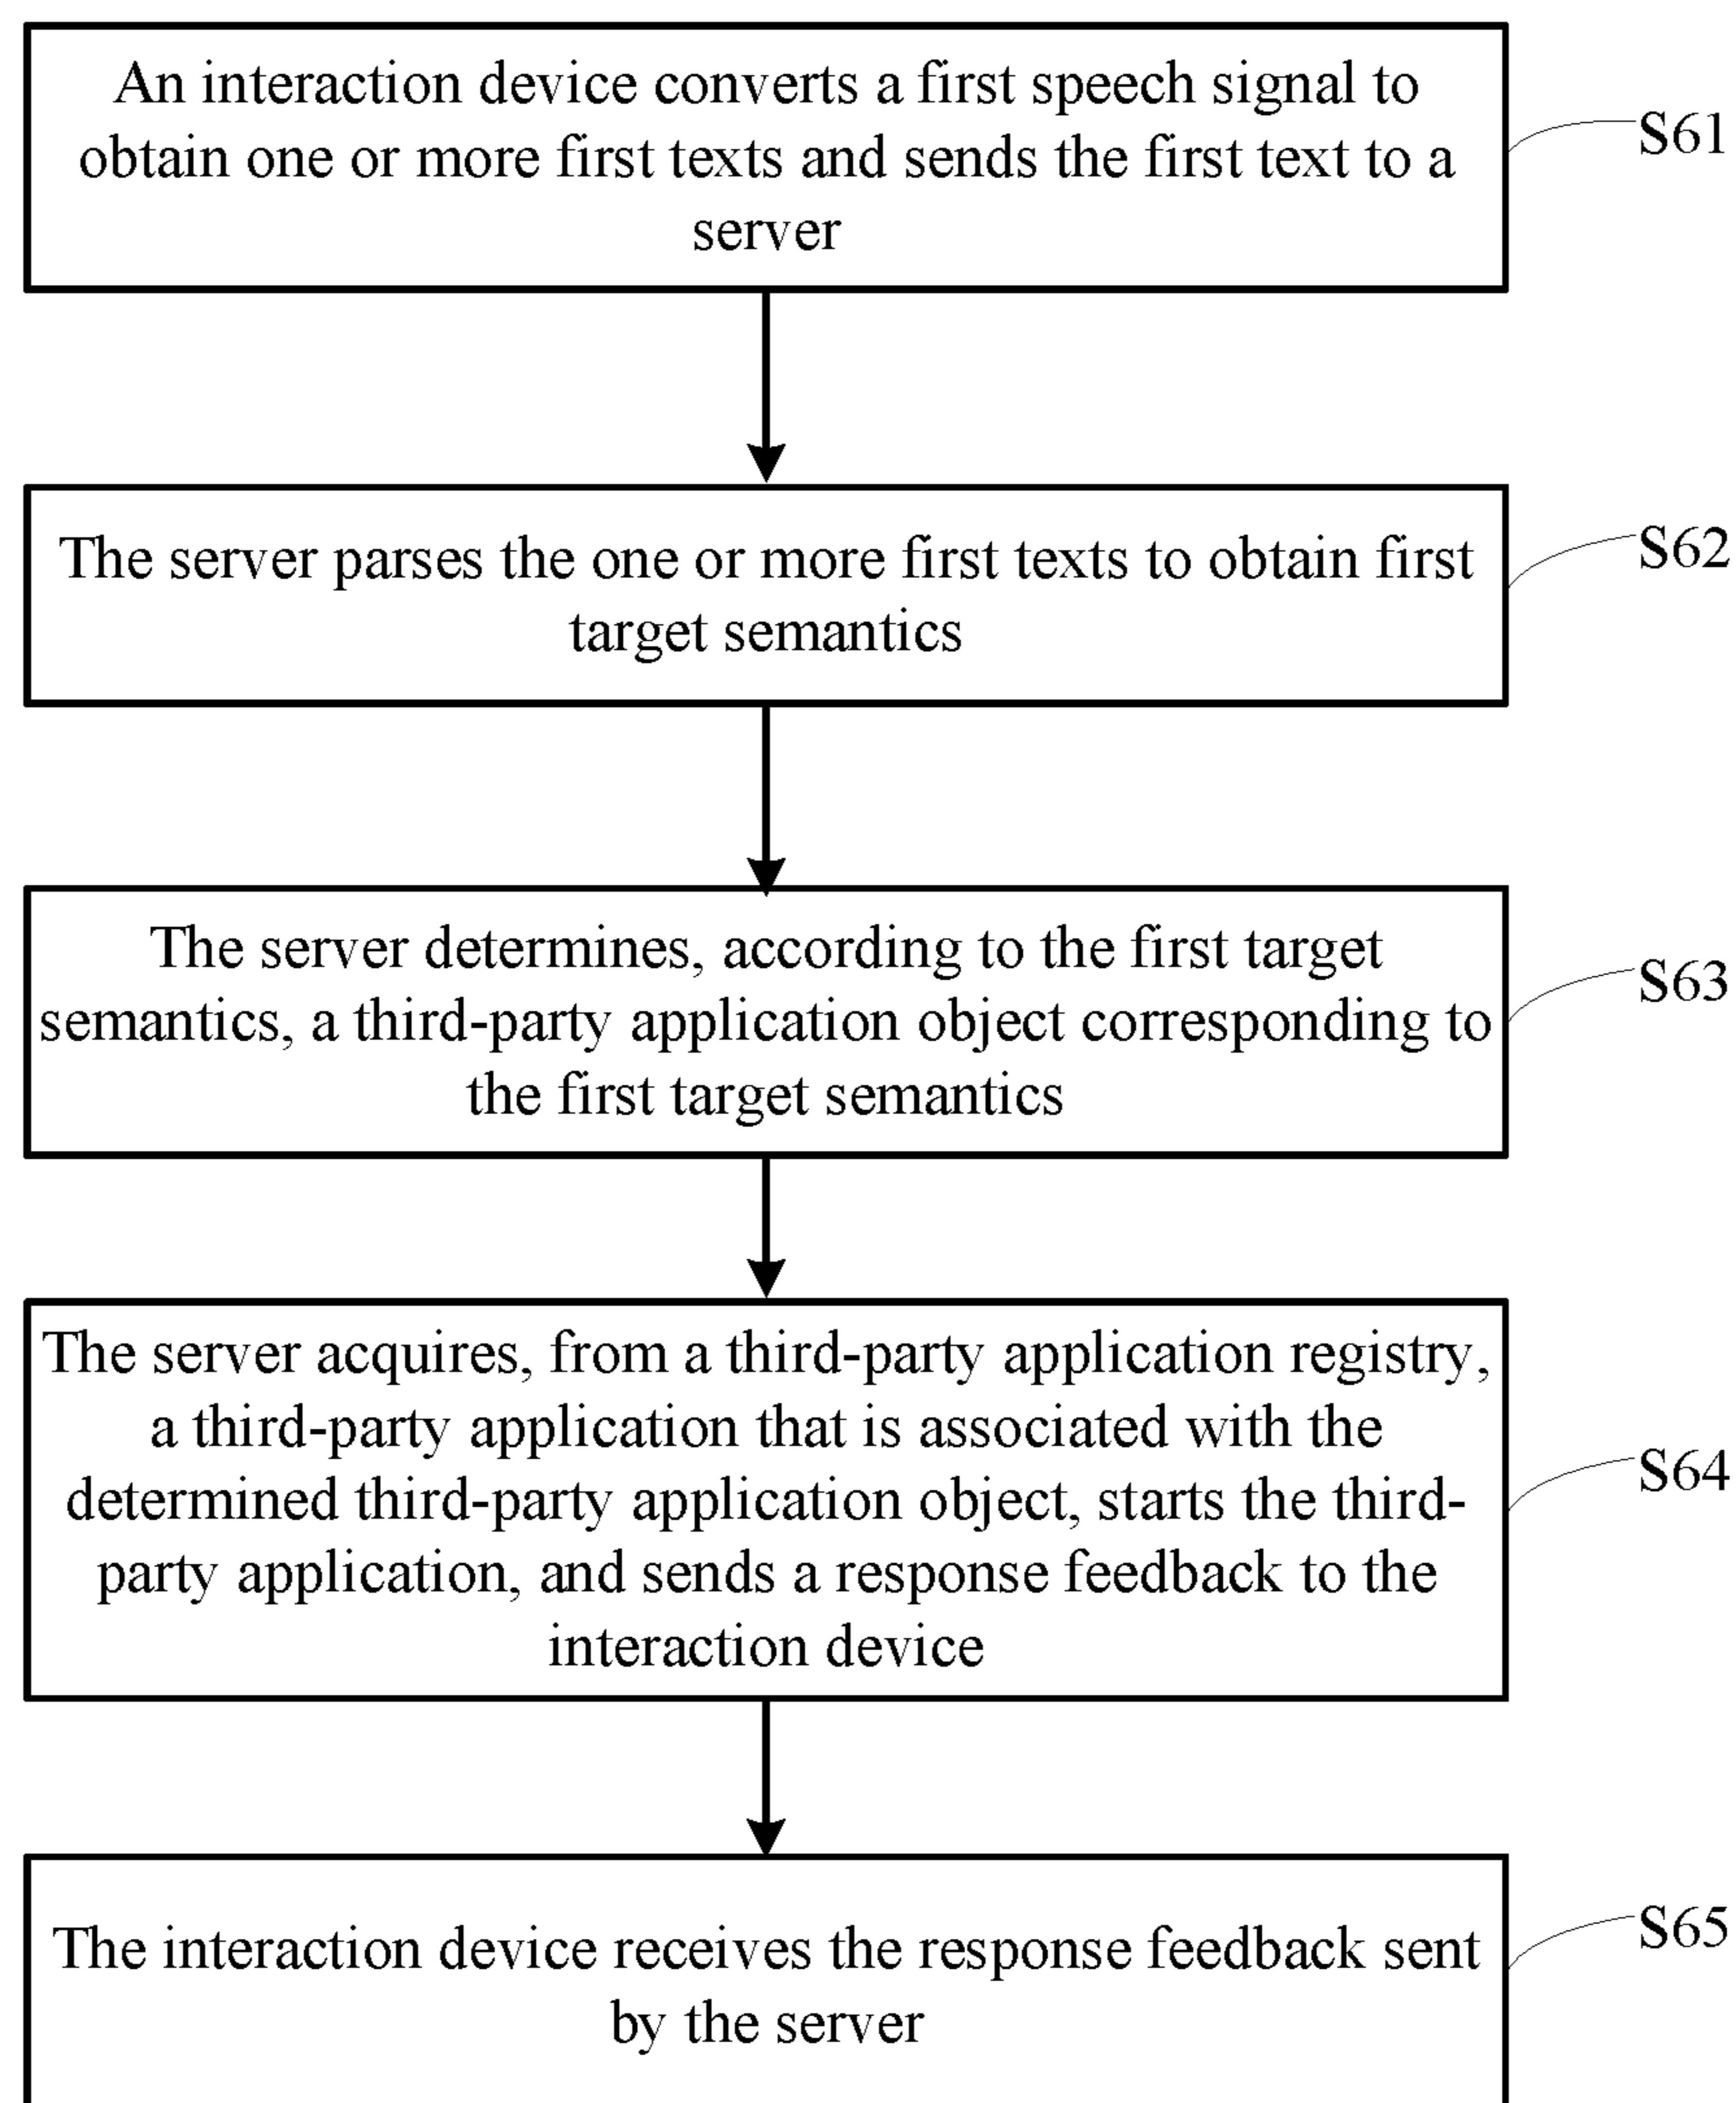 An interaction device converts a first speech signal to
obtain one or more first texts and sends the first text to a
server
S61
The server parses the one or more first texts to obtain first
target semantics
S62
The server determines, according to the first target
semantics, a third-party application object corresponding to
the first target semantics
S63
The server acquires, from a third-party application registry,
a third-party application that is associated with the
determined third-party application object, starts the third-
party application, and sends a response feedback to the
interaction device
S64
The interaction device receives the response feedback sent
by the server
S65